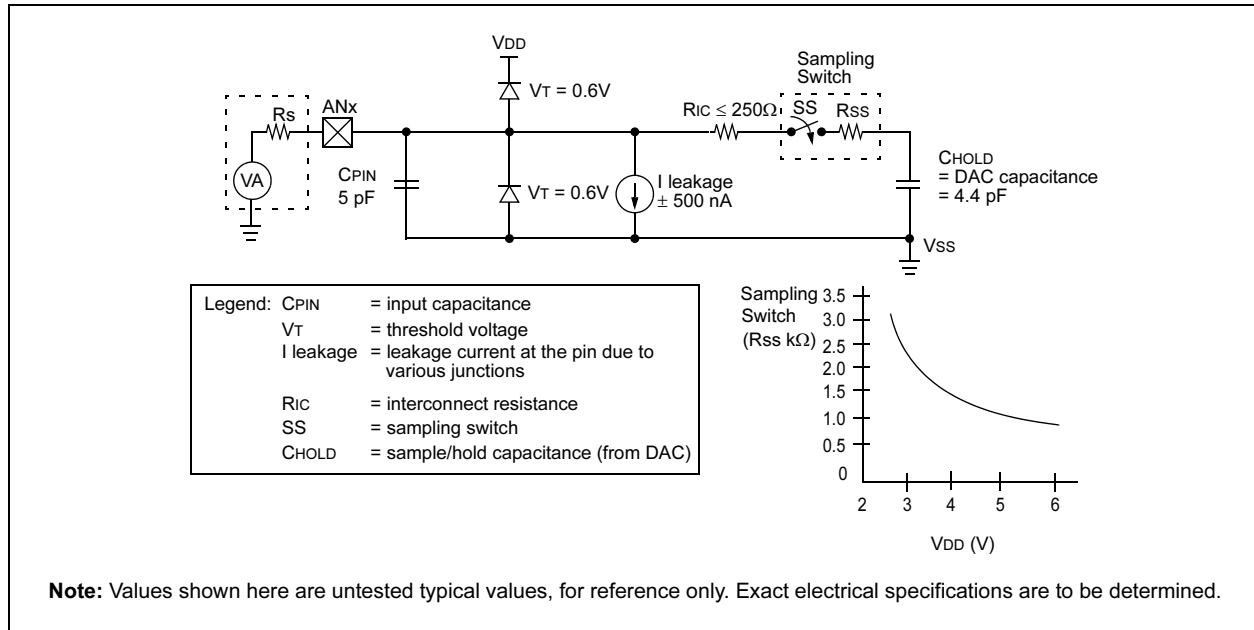 VDD
Sampling
Switch
VT = 0.6V
RIC ≤ 250Ω
SS
RSS
Rs
ANx
CHOLD
= DAC capacitance
= 4.4 pF
VA
CPIN
5 pF
VT = 0.6V
I leakage
± 500 nA
VSS
Legend: CPIN = input capacitance
VT = threshold voltage
I leakage = leakage current at the pin due to
various junctions
RIC = interconnect resistance
SS = sampling switch
CHOLD = sample/hold capacitance (from DAC)
Sampling
Switch
(Rss kΩ)
3.5
3.0
2.5
2.0
1.5
1.0
0.5
0
2 3 4 5 6
VDD (V)
Note: Values shown here are untested typical values, for reference only. Exact electrical specifications are to be determined.